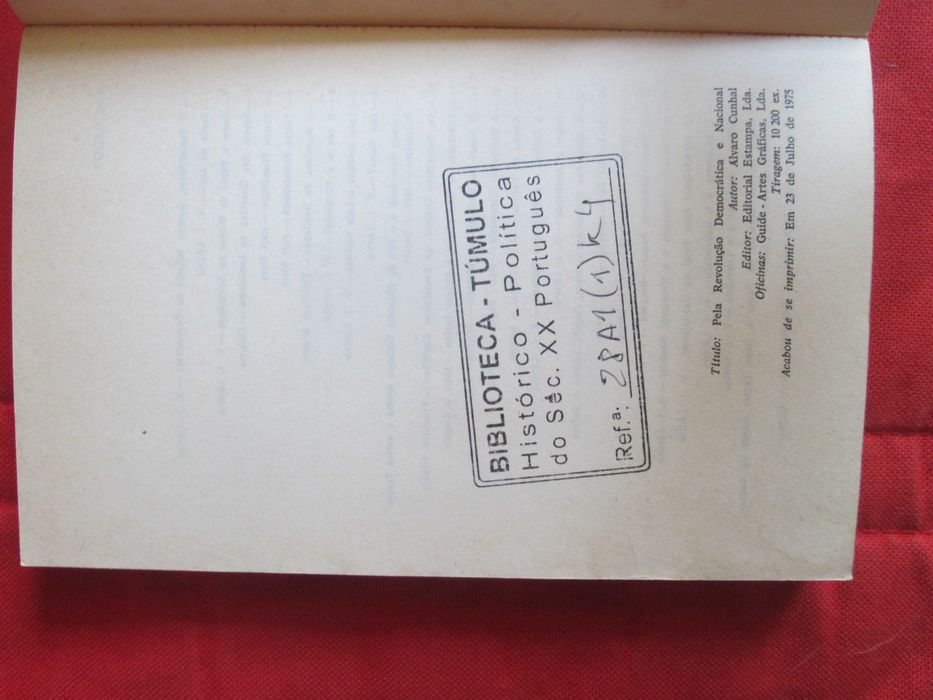 BIBLIOTECA - TÚMULO
Histórico - Política
do Séc. XX Português
Ref.ª: 28A1(1)k4
Título: Pela Revolução Democrática e Nacional
Autor: Álvaro Cunhal
Editor: Editorial Estampa, Lda.
Oficinas: Guide - Artes Gráficas, Lda.
Tiragem: 10 200 ex.
Acabou de se imprimir: Em 23 de Julho de 1975